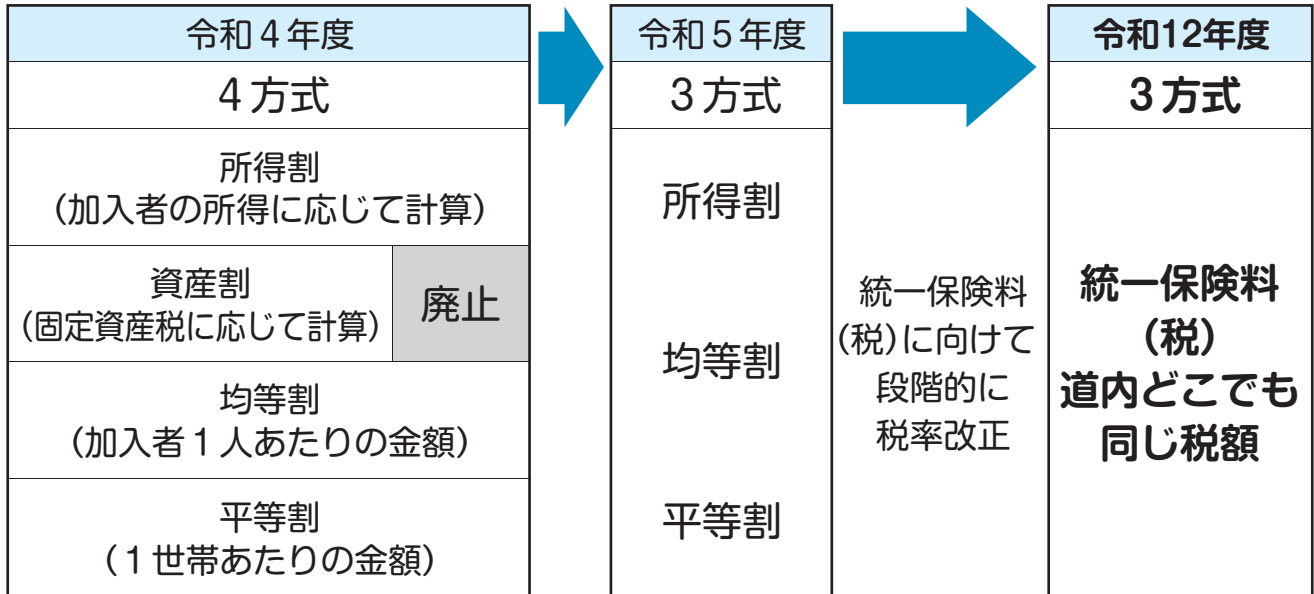 令和４年度
４方式
所得割
（加入者の所得に応じて計算）
資産割
（固定資産税に応じて計算）
廃止
均等割
（加入者１人あたりの金額）
平等割
（１世帯あたりの金額）
令和５年度
３方式
所得割
均等割
平等割
統一保険料
（税）に向けて
段階的に
税率改正
令和12年度
３方式
統一保険料
（税）
道内どこでも
同じ税額